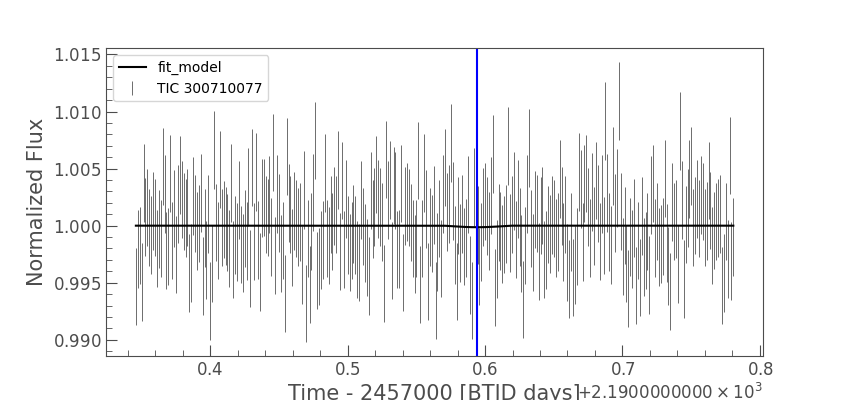 1.015
1.010
1.005
1.000
0.995
0.990
Normalized Flux
fit_model
TIC 300710077
0.4
0.5
0.6
0.7
0.8
Time - 2457000 [BTJD days]
+2.1900000000 × 10³